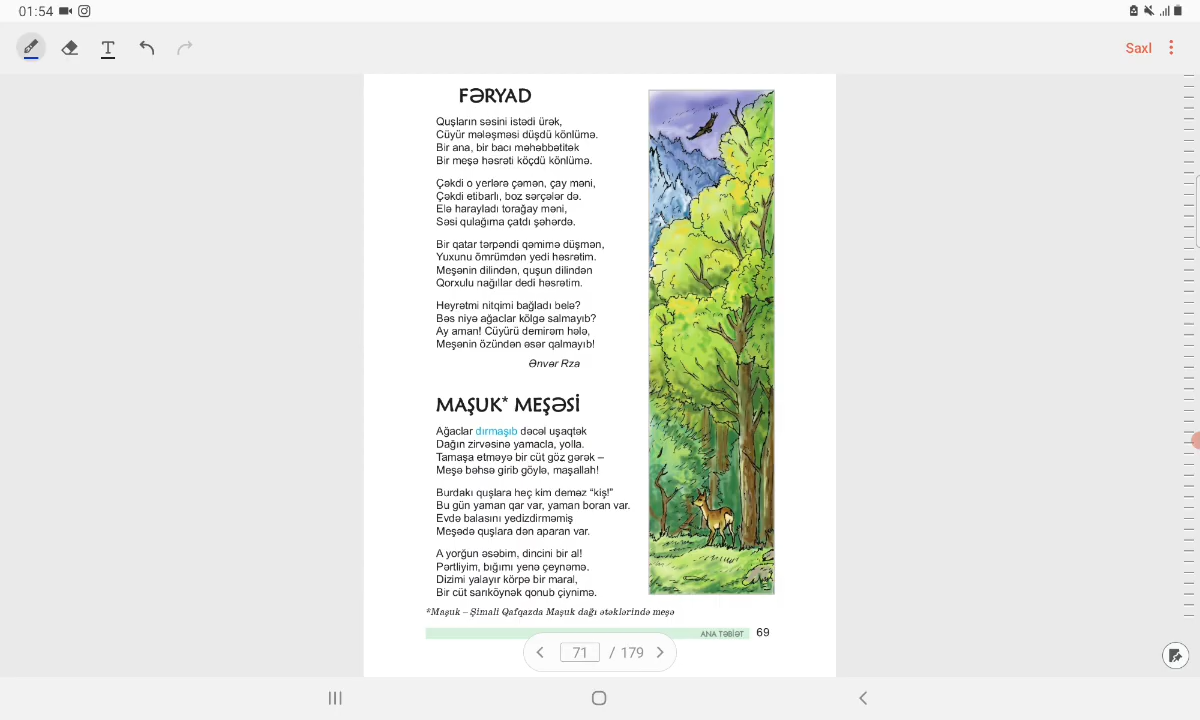 01:54
Saxl
FƏRYAD
Quşların səsini istədi ürək,
Cüyür mələşməsi düşdü könlümə.
Bir ana, bir bacı məhəbbətitək
Bir meşə həsrəti köçdü könlümə.
Çəkdi o yerlərə çəmən, çay məni,
Çəkdi etibarlı, boz sərçələr də.
Elə harayladı torağay məni,
Səsi qulağıma çatdı şəhərdə.
Bir qatar tərpəndi qəmimə düşmən,
Yuxunu ömrümdən yedi həsrətim.
Meşənin dilindən, quşun dilindən
Qorxulu nağıllar dedi həsrətim.
Heyrətmi nitqimi bağladı belə?
Bəs niyə ağaclar kölgə salmayıb?
Ay aman! Cüyürü demirəm hələ,
Meşənin özündən əsər qalmayıb!
Ənvər Rza
MAŞUK* MEŞƏSİ
Ağaclar dırmaşıb dəcəl uşaqtək
Dağın zirvəsinə yamacla, yolla.
Tamaşa etməyə bir cüt göz gərək –
Meşə bəhsə girib göylə, maşallah!
Burdakı quşlara heç kim deməz “kiş!”
Bu gün yaman qar var, yaman boran var.
Evdə balasını yedizdirməmiş
Meşədə quşlara dən aparan var.
A yorğun əsəbim, dincini bir al!
Pərtliyim, bığımı yenə çeynəmə.
Dizimi yalayır körpə bir maral,
Bir cüt sarıköynək qonub çiynimə.
*Maşuk – Şimali Qafqazda Maşuk dağı ətəklərində meşə
ANA TƏBİƏT 69
71 / 179